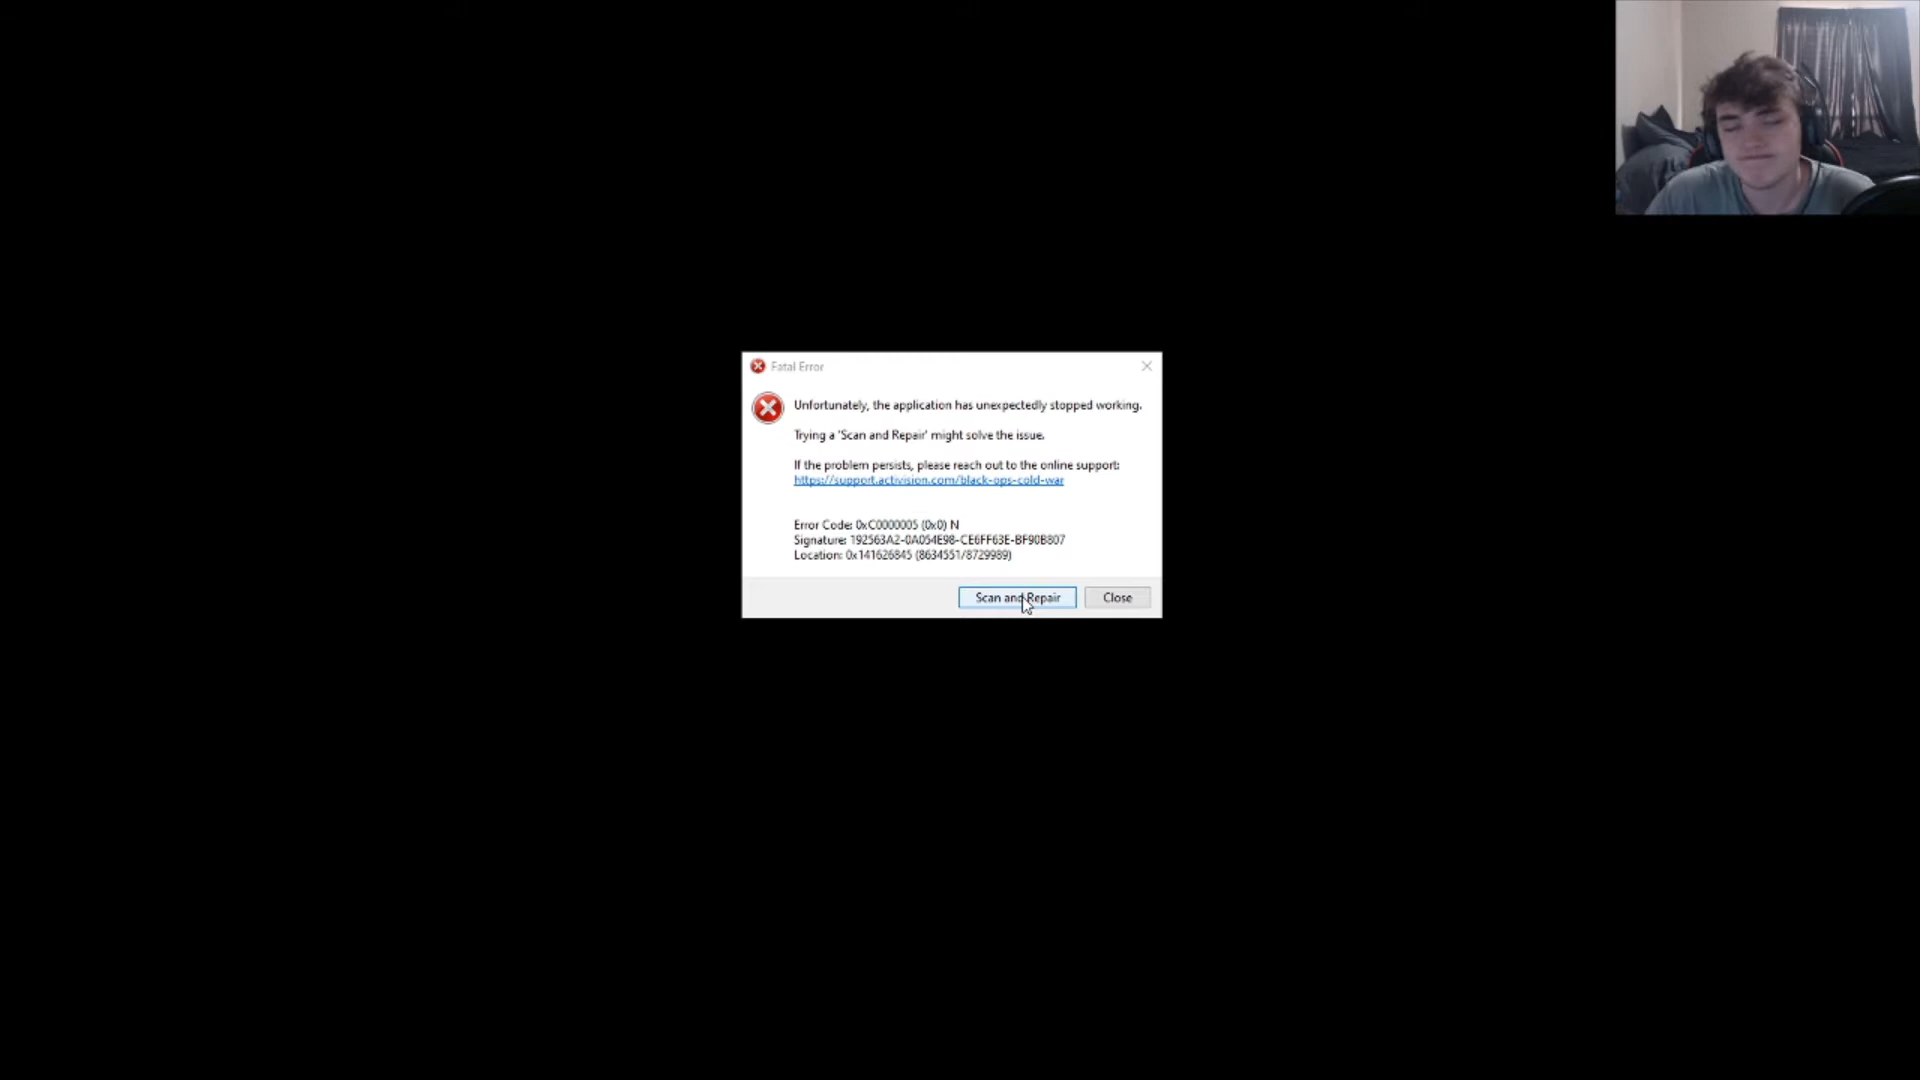 Fatal Error
Unfortunately, the application has unexpectedly stopped working.
Trying a 'Scan and Repair' might solve the issue.
If the problem persists, please reach out to the online support:
https://support.activision.com/black-ops-cold-war
Error Code: 0xC0000005 (0x0) N
Signature: 192563A2-0A054E98-CE6FF63E-BF90B807
Location: 0x141626845 (8634551/8729989)
Scan and Repair
Close